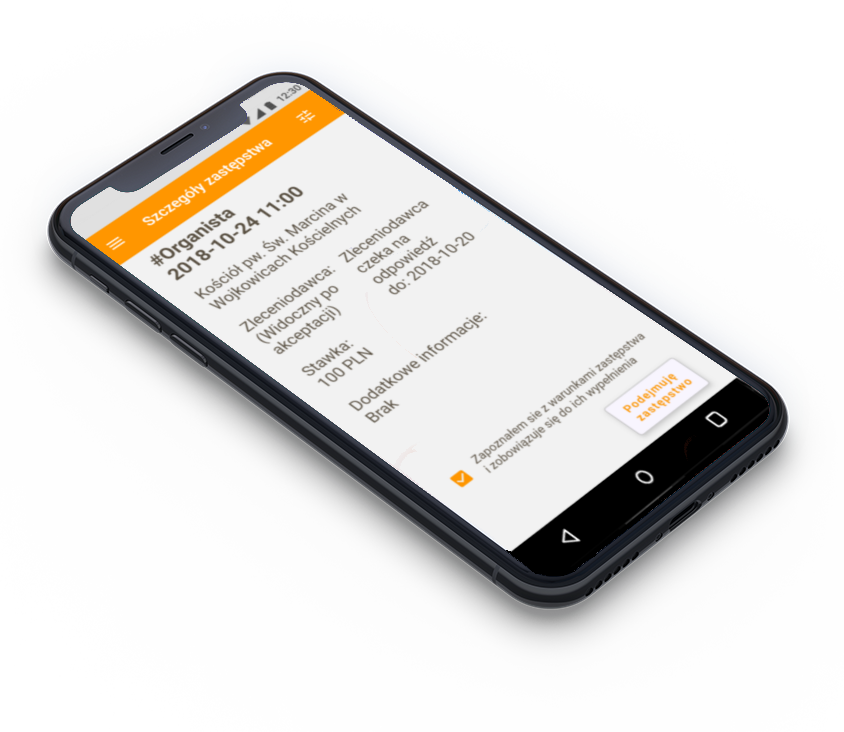 12:30
Szczegóły zastępstwa
#Organista
2018-10-24 11:00
Kościół pw. Św. Marcina w
Wojkowicach Kościelnych
Zleceniodawca:
(Widoczny po
akceptacji)
Zleceniodawca
czeka na
odpowiedź
do: 2018-10-20
Stawka:
100 PLN
Dodatkowe informacje:
Brak
Zapoznałem sie z warunkami zastępstwa
i zobowiązuje się do ich wypełnienia
Podejmuję
zastępstwo